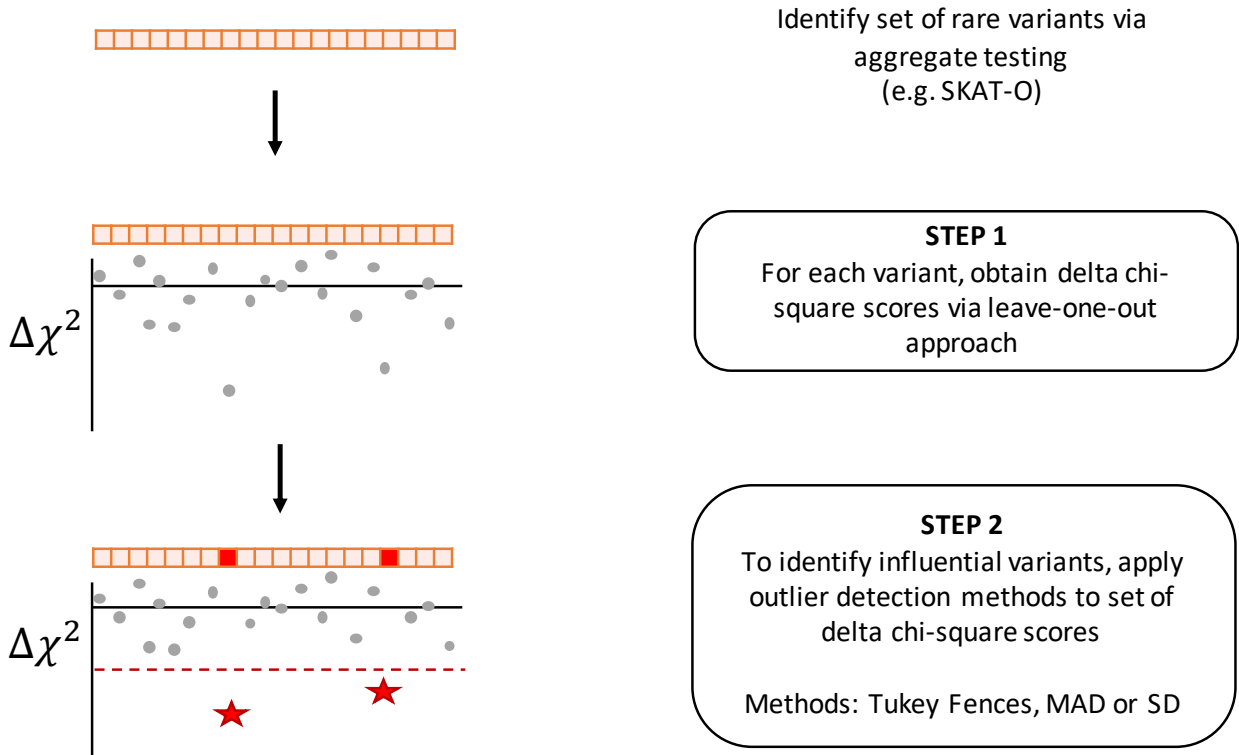 Identify set of rare variants via
aggregate testing
(e.g. SKAT-O)
STEP 1
For each variant, obtain delta chi-
square scores via leave-one-out
approach
Δχ²
STEP 2
To identify influential variants, apply
outlier detection methods to set of
delta chi-square scores
Δχ²
Methods: Tukey Fences, MAD or SD